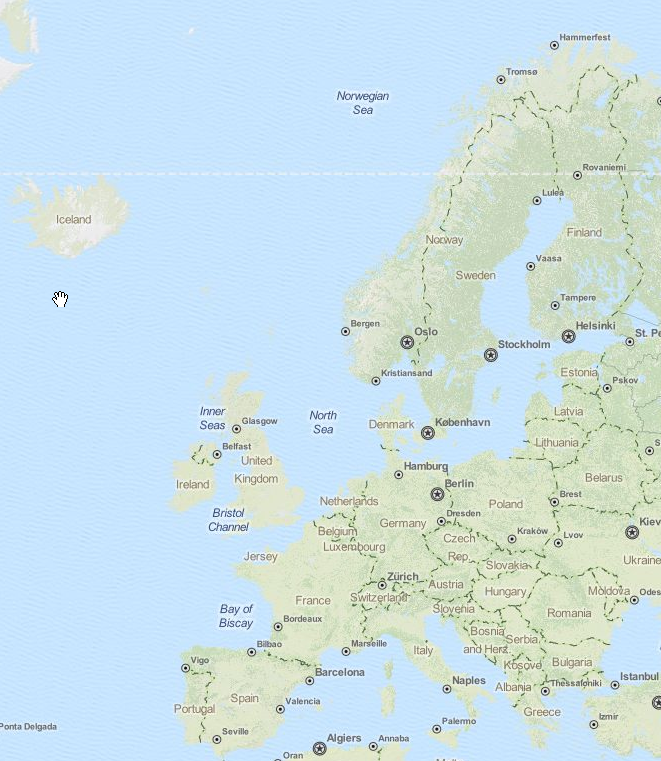 Hammerfest
Tromsø
Norwegian
Sea
Rovaniemi
Luleå
Iceland
Finland
Norway
Vaasa
Sweden
Tampere
Bergen
Oslo
Helsinki
St. P
Stockholm
Kristiansand
Estonia
Pskov
Inner
Seas
Glasgow
North
Sea
Denmark
København
Latvia
Lithuania
Belfast
United
Kingdom
Hamburg
Ireland
Berlin
Belarus
Netherlands
Poland
Brest
Bristol
Channel
Germany
Dresden
Belgium
Kraków
Lvov
Kiev
Luxembourg
Czech
Rep.
Jersey
Slovakia
Ukraine
Zürich
Austria
Hungary
Moldova
Odes
France
Switzerland
Slovenia
Romania
Bay of
Biscay
Bordeaux
Bosnia
and Herz.
Serbia
Bilbao
Marseille
Italy
Vigo
Kosovo
Bulgaria
Barcelona
Naples
Albania
Thessaloniki
Istanbul
Spain
Valencia
Portugal
Greece
Izmir
Palermo
Ponta Delgada
Seville
Algiers
Annaba
Oran